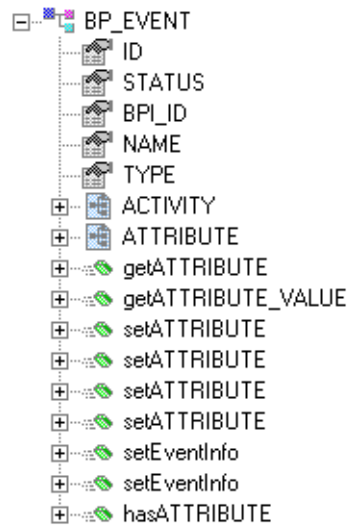 BP_EVENT
ID
STATUS
BPI_ID
NAME
TYPE
ACTIVITY
ATTRIBUTE
getATTRIBUTE
getATTRIBUTE_VALUE
setATTRIBUTE
setATTRIBUTE
setATTRIBUTE
setATTRIBUTE
setEventInfo
setEventInfo
hasATTRIBUTE